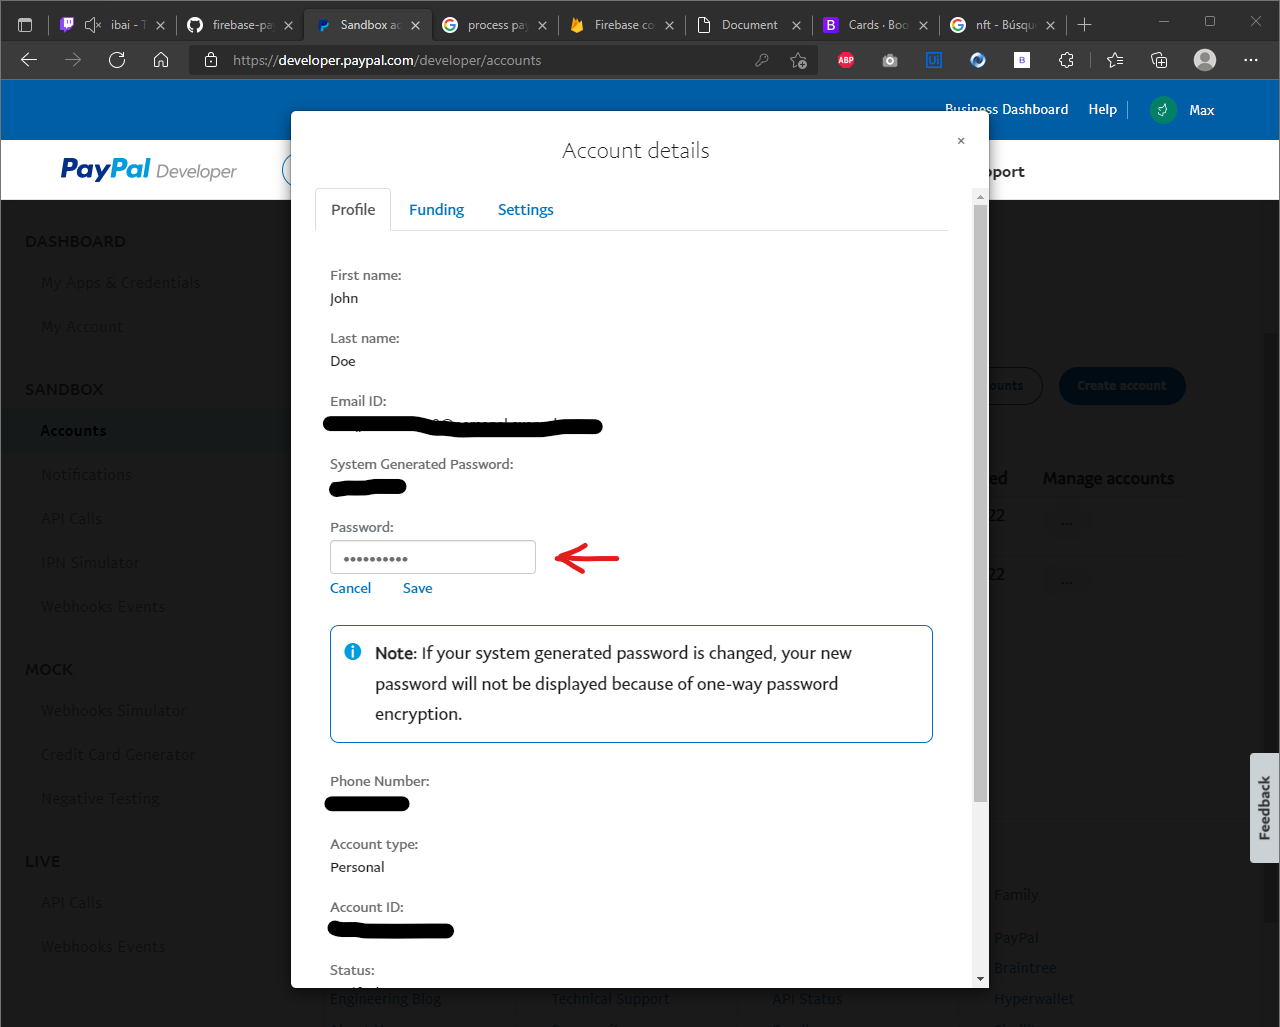 ibai - T
firebase-pa
Sandbox ac
process pay
Firebase co
Document
Cards · Boo
nft - Búsqu
https://developer.paypal.com/developer/accounts
ABP
UI
B
Business Dashboard
Help
Max
PayPal Developer
pport
Account details
×
Profile
Funding
Settings
First name:
John
Last name:
Doe
Email ID:
System Generated Password:
Password:
••••••••••
Cancel
Save
Note: If your system generated password is changed, your new
password will not be displayed because of one-way password
encryption.
Phone Number:
Account type:
Personal
Account ID:
Status:
DASHBOARD
My Apps & Credentials
My Account
SANDBOX
Accounts
Notifications
API Calls
IPN Simulator
Webhooks Events
MOCK
Webhooks Simulator
Credit Card Generator
Negative Testing
LIVE
API Calls
Webhooks Events
ounts
Create account
ed
Manage accounts
22
...
22
...
Feedback
Family
PayPal
Braintree
Engineering Blog
Technical Support
API Status
Hyperwallet